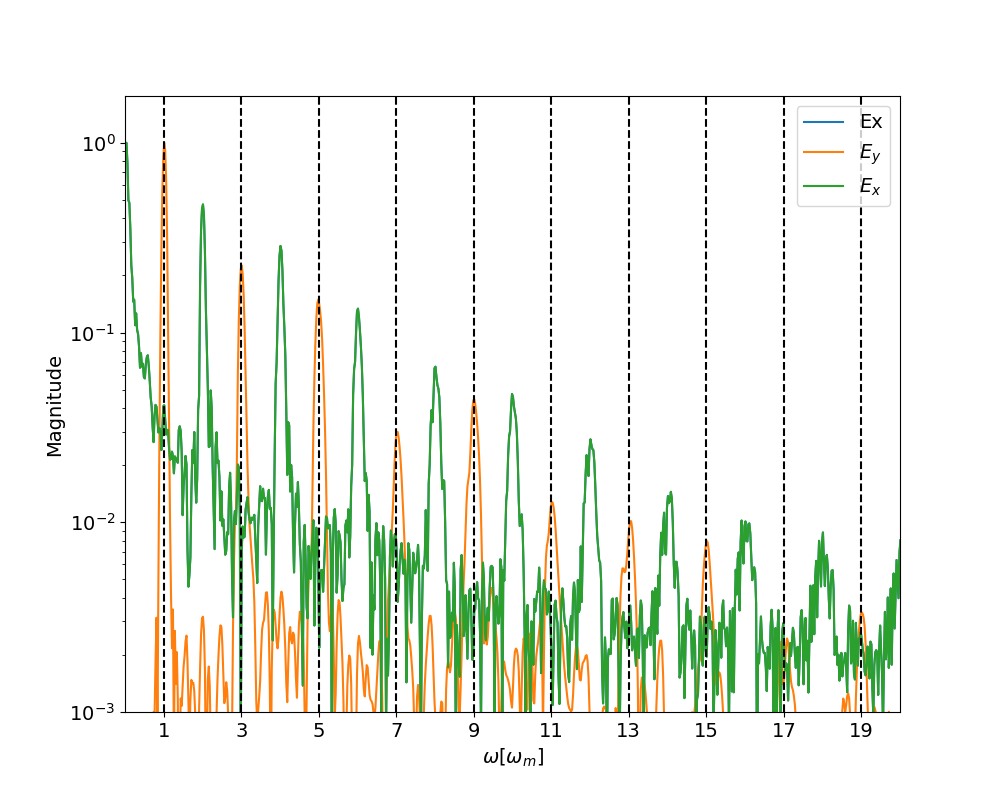 Ex
E_y
E_x
10^0
10^{-1}
10^{-2}
10^{-3}
Magnitude
1 3 5 7 9 11 13 15 17 19
ω[ω_m]